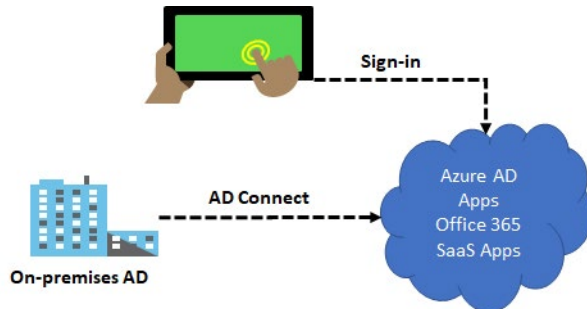 Sign-in
Azure AD
Apps
Office 365
SaaS Apps
AD Connect
On-premises AD